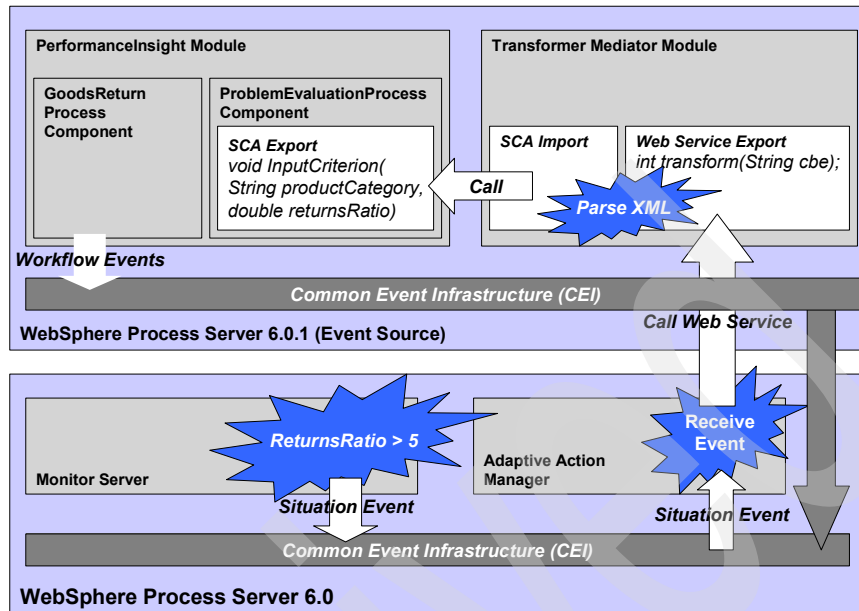 PerformanceInsight Module
GoodsReturn
Process
Component
ProblemEvaluationProcess
Component
SCA Export
void InputCriterion(
String productCategory,
double returnsRatio)
Transformer Mediator Module
SCA Import
Web Service Export
int transform(String cbe);
Call
Parse XML
Workflow Events
Common Event Infrastructure (CEI)
WebSphere Process Server 6.0.1 (Event Source)
Call Web Service
ReturnsRatio > 5
Monitor Server
Situation Event
Receive
Event
Adaptive Action
Manager
Situation Event
Common Event Infrastructure (CEI)
WebSphere Process Server 6.0